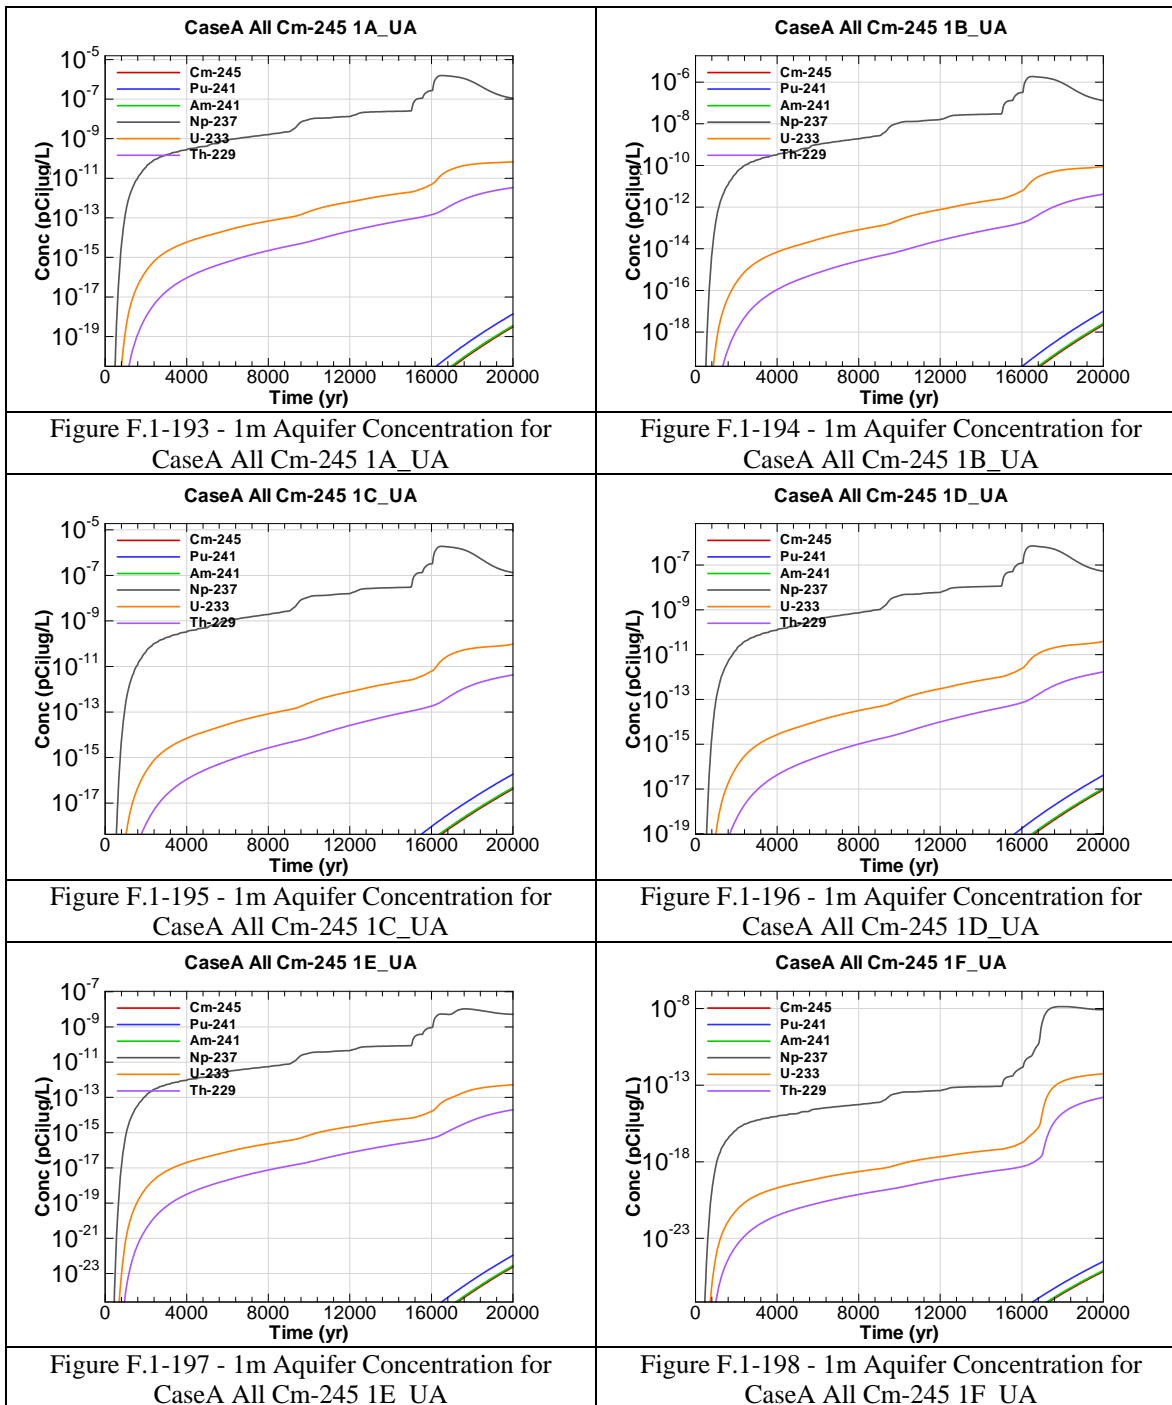 CaseA All Cm-245 1A_UA
10^-5
10^-7
10^-9
10^-11
10^-13
10^-15
10^-17
10^-19
Conc (pCi|ug/L)
Cm-245
Pu-241
Am-241
Np-237
U-233
Th-229
0 4000 8000 12000 16000 20000
Time (yr)
Figure F.1-193 - 1m Aquifer Concentration for
CaseA All Cm-245 1A_UA
CaseA All Cm-245 1B_UA
10^-6
10^-8
10^-10
10^-12
10^-14
10^-16
10^-18
Conc (pCi|ug/L)
Cm-245
Pu-241
Am-241
Np-237
U-233
Th-229
0 4000 8000 12000 16000 20000
Time (yr)
Figure F.1-194 - 1m Aquifer Concentration for
CaseA All Cm-245 1B_UA
CaseA All Cm-245 1C_UA
10^-5
10^-7
10^-9
10^-11
10^-13
10^-15
10^-17
Conc (pCi|ug/L)
Cm-245
Pu-241
Am-241
Np-237
U-233
Th-229
0 4000 8000 12000 16000 20000
Time (yr)
Figure F.1-195 - 1m Aquifer Concentration for
CaseA All Cm-245 1C_UA
CaseA All Cm-245 1D_UA
10^-7
10^-9
10^-11
10^-13
10^-15
10^-17
10^-19
Conc (pCi|ug/L)
Cm-245
Pu-241
Am-241
Np-237
U-233
Th-229
0 4000 8000 12000 16000 20000
Time (yr)
Figure F.1-196 - 1m Aquifer Concentration for
CaseA All Cm-245 1D_UA
CaseA All Cm-245 1E_UA
10^-7
10^-9
10^-11
10^-13
10^-15
10^-17
10^-19
10^-21
10^-23
Conc (pCi|ug/L)
Cm-245
Pu-241
Am-241
Np-237
U-233
Th-229
0 4000 8000 12000 16000 20000
Time (yr)
Figure F.1-197 - 1m Aquifer Concentration for
CaseA All Cm-245 1E_UA
CaseA All Cm-245 1F_UA
10^-8
10^-13
10^-18
10^-23
Conc (pCi|ug/L)
Cm-245
Pu-241
Am-241
Np-237
U-233
Th-229
0 4000 8000 12000 16000 20000
Time (yr)
Figure F.1-198 - 1m Aquifer Concentration for
CaseA All Cm-245 1F_UA